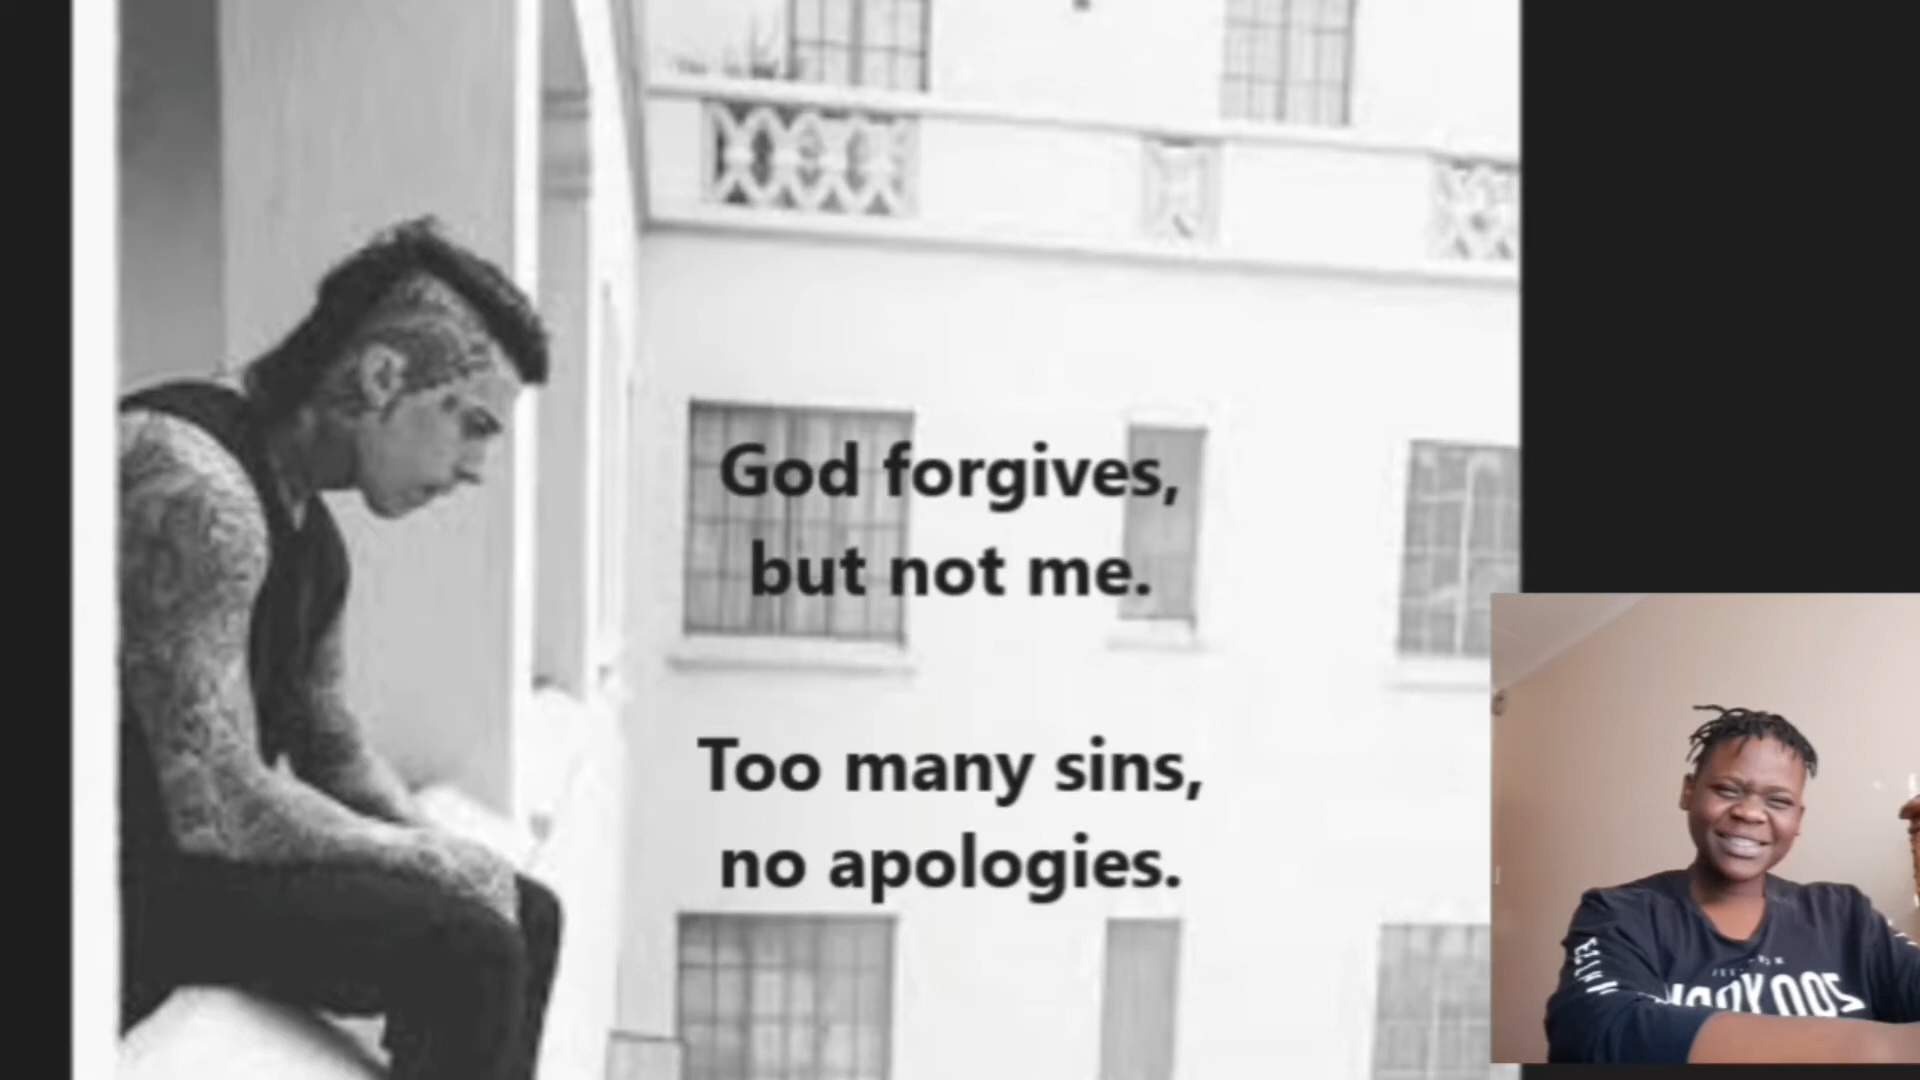 God forgives,
but not me.
Too many sins,
no apologies.